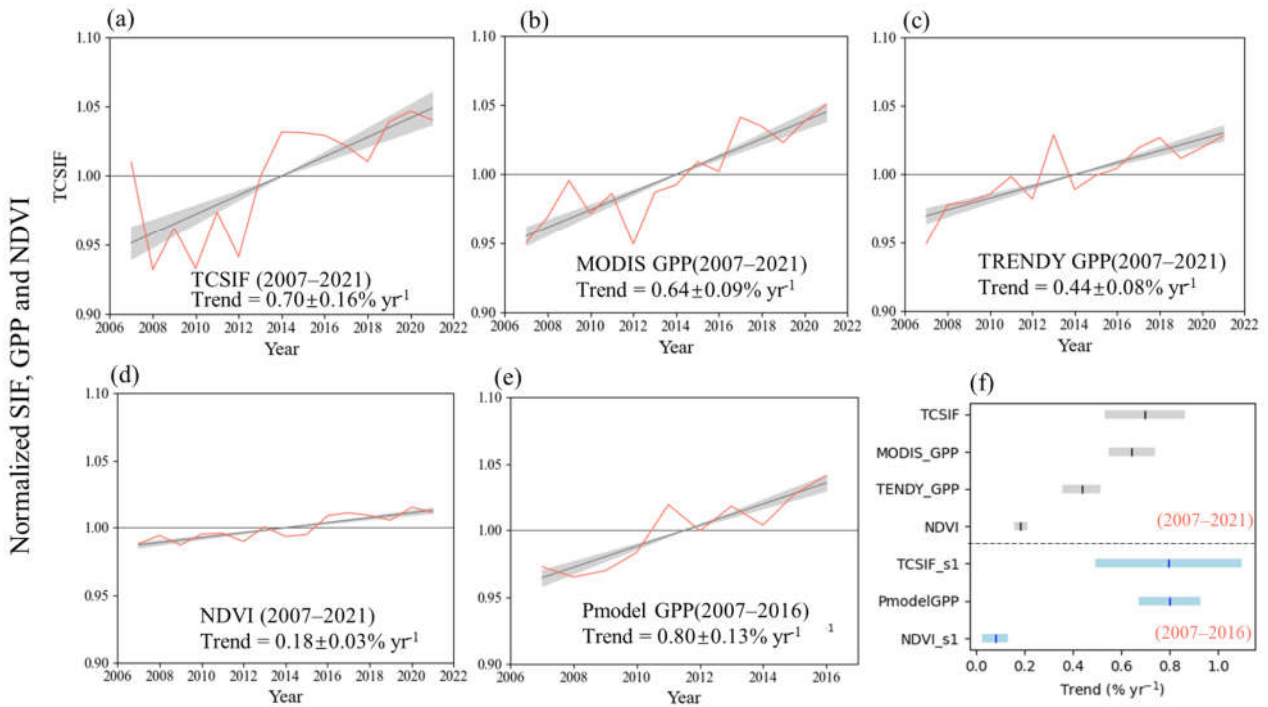 Normalized SIF, GPP and NDVI
(a)
1.10
1.05
1.00
0.95
0.90
TCSIF
TCSIF (2007–2021)
Trend = 0.70±0.16% yr-1
2006 2008 2010 2012 2014 2016 2018 2020 2022
Year
(b)
1.10
1.05
1.00
0.95
0.90
MODIS GPP(2007–2021)
Trend = 0.64±0.09% yr-1
2006 2008 2010 2012 2014 2016 2018 2020 2022
Year
(c)
1.10
1.05
1.00
0.95
0.90
TRENDY GPP(2007–2021)
Trend = 0.44±0.08% yr-1
2006 2008 2010 2012 2014 2016 2018 2020 2022
Year
(d)
1.10
1.05
1.00
0.95
0.90
NDVI (2007–2021)
Trend = 0.18±0.03% yr-1
2006 2008 2010 2012 2014 2016 2018 2020 2022
Year
(e)
1.10
1.05
1.00
0.95
0.90
Pmodel GPP(2007–2016)
Trend = 0.80±0.13% yr-1 -1
2006 2008 2010 2012 2014 2016
Year
(f)
TCSIF
MODIS_GPP
TENDY_GPP
NDVI
(2007–2021)
TCSIF_s1
PmodelGPP
NDVI_s1
(2007–2016)
0.0 0.2 0.4 0.6 0.8 1.0
Trend (% yr−1)